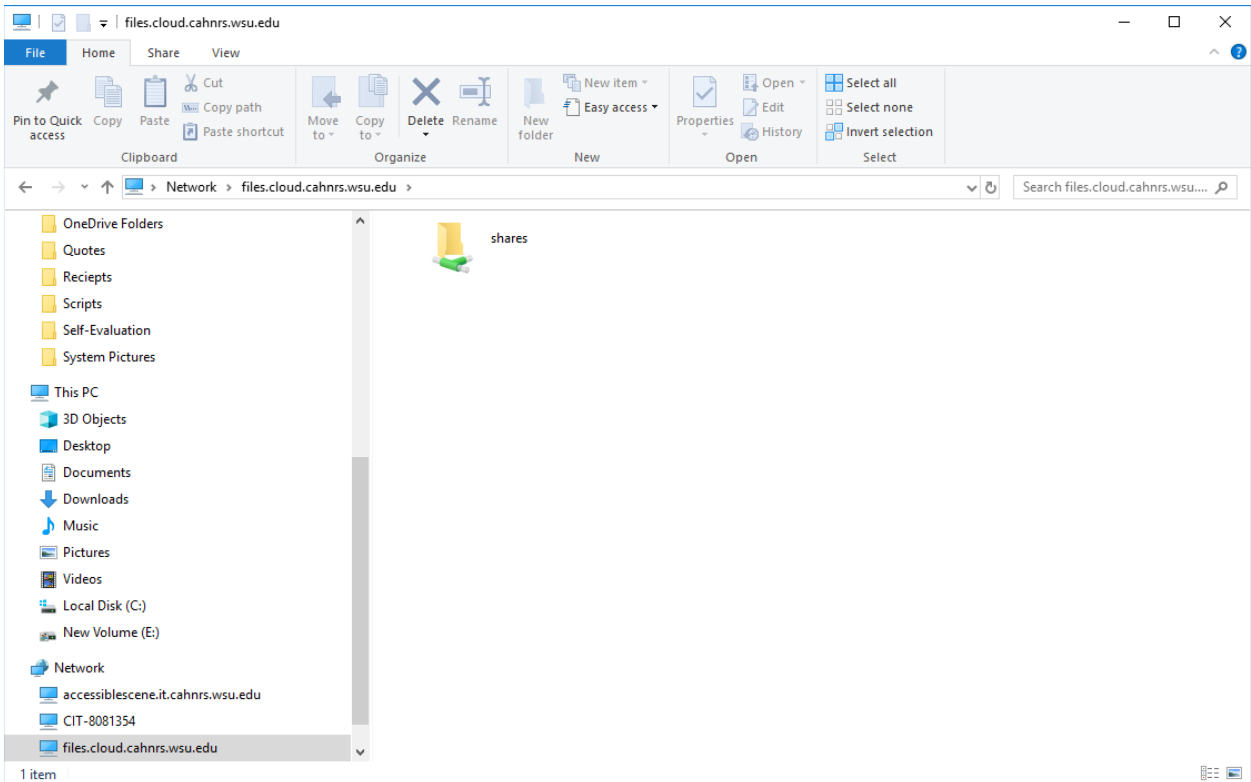 files.cloud.cahnrs.wsu.edu
File Home Share View
Pin to Quick access
Copy
Paste
Cut
Copy path
Paste shortcut
Clipboard
Move to
Copy to
Delete
Rename
Organize
New folder
New item
Easy access
New
Properties
Open
Edit
History
Open
Select all
Select none
Invert selection
Select
Network files.cloud.cahnrs.wsu.edu
Search files.cloud.cahnrs.wsu....
OneDrive Folders
Quotes
Reciepts
Scripts
Self-Evaluation
System Pictures
This PC
3D Objects
Desktop
Documents
Downloads
Music
Pictures
Videos
Local Disk (C:)
New Volume (E:)
Network
accessiblescene.it.cahnrs.wsu.edu
CIT-8081354
files.cloud.cahnrs.wsu.edu
shares
1 item